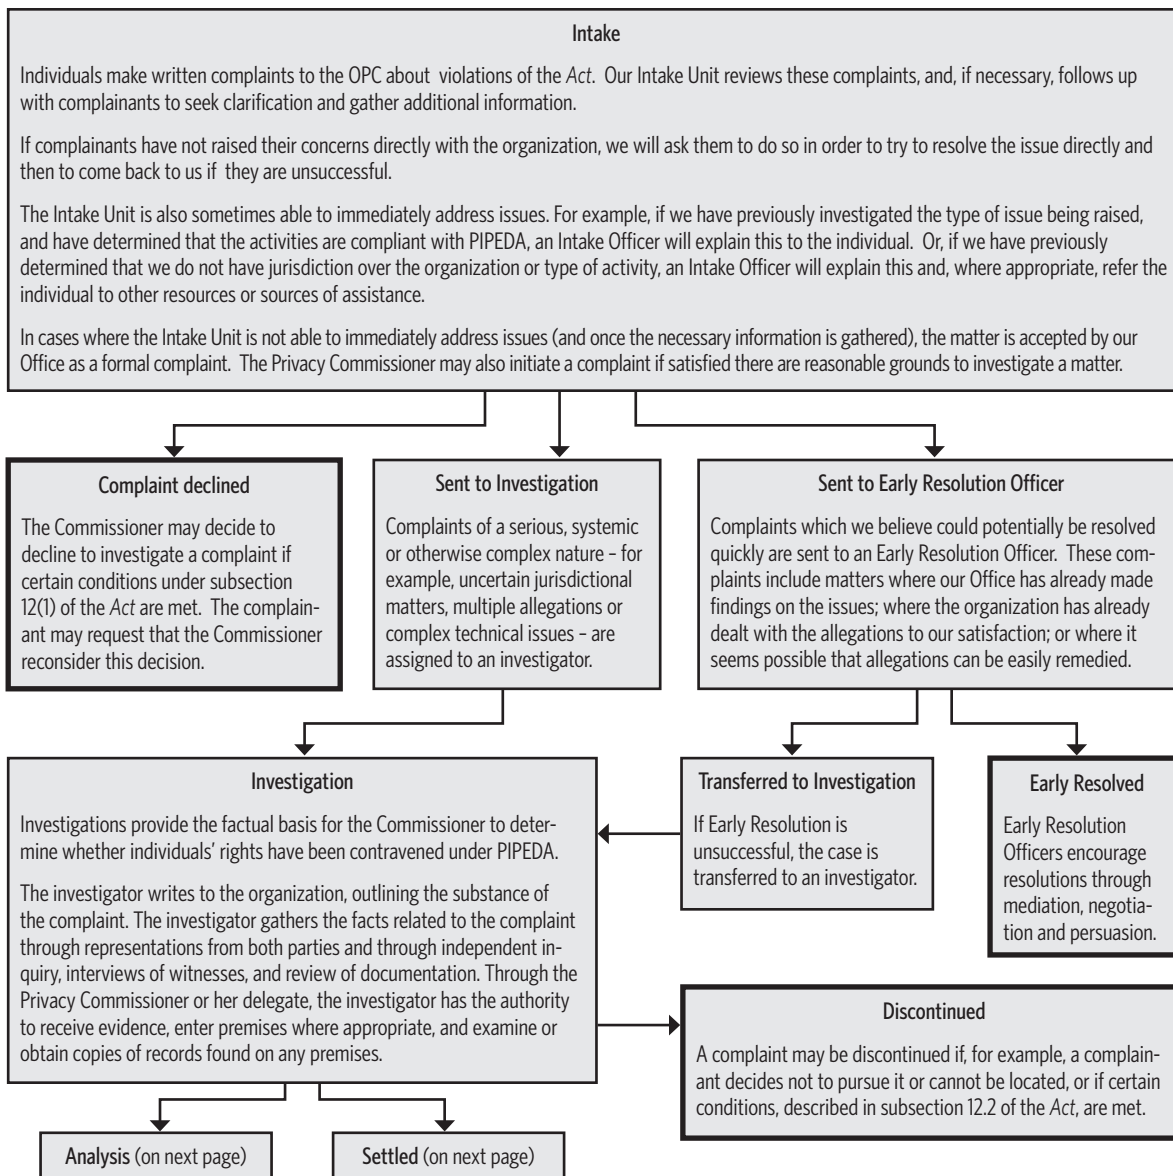 Intake
Individuals make written complaints to the OPC about violations of the Act. Our Intake Unit reviews these complaints, and, if necessary, follows up
with complainants to seek clarification and gather additional information.
If complainants have not raised their concerns directly with the organization, we will ask them to do so in order to try to resolve the issue directly and
then to come back to us if they are unsuccessful.
The Intake Unit is also sometimes able to immediately address issues. For example, if we have previously investigated the type of issue being raised,
and have determined that the activities are compliant with PIPEDA, an Intake Officer will explain this to the individual. Or, if we have previously
determined that we do not have jurisdiction over the organization or type of activity, an Intake Officer will explain this and, where appropriate, refer the
individual to other resources or sources of assistance.
In cases where the Intake Unit is not able to immediately address issues (and once the necessary information is gathered), the matter is accepted by our
Office as a formal complaint. The Privacy Commissioner may also initiate a complaint if satisfied there are reasonable grounds to investigate a matter.
Complaint declined
The Commissioner may decide to
decline to investigate a complaint if
certain conditions under subsection
12(1) of the Act are met. The complain-
ant may request that the Commissioner
reconsider this decision.
Sent to Investigation
Complaints of a serious, systemic
or otherwise complex nature – for
example, uncertain jurisdictional
matters, multiple allegations or
complex technical issues – are
assigned to an investigator.
Sent to Early Resolution Officer
Complaints which we believe could potentially be resolved
quickly are sent to an Early Resolution Officer. These com-
plaints include matters where our Office has already made
findings on the issues; where the organization has already
dealt with the allegations to our satisfaction; or where it
seems possible that allegations can be easily remedied.
Investigation
Investigations provide the factual basis for the Commissioner to deter-
mine whether individuals' rights have been contravened under PIPEDA.
The investigator writes to the organization, outlining the substance of
the complaint. The investigator gathers the facts related to the complaint
through representations from both parties and through independent in-
quiry, interviews of witnesses, and review of documentation. Through the
Privacy Commissioner or her delegate, the investigator has the authority
to receive evidence, enter premises where appropriate, and examine or
obtain copies of records found on any premises.
Transferred to Investigation
If Early Resolution is
unsuccessful, the case is
transferred to an investigator.
Early Resolved
Early Resolution
Officers encourage
resolutions through
mediation, negotia-
tion and persuasion.
Discontinued
A complaint may be discontinued if, for example, a complain-
ant decides not to pursue it or cannot be located, or if certain
conditions, described in subsection 12.2 of the Act, are met.
Analysis (on next page)
Settled (on next page)